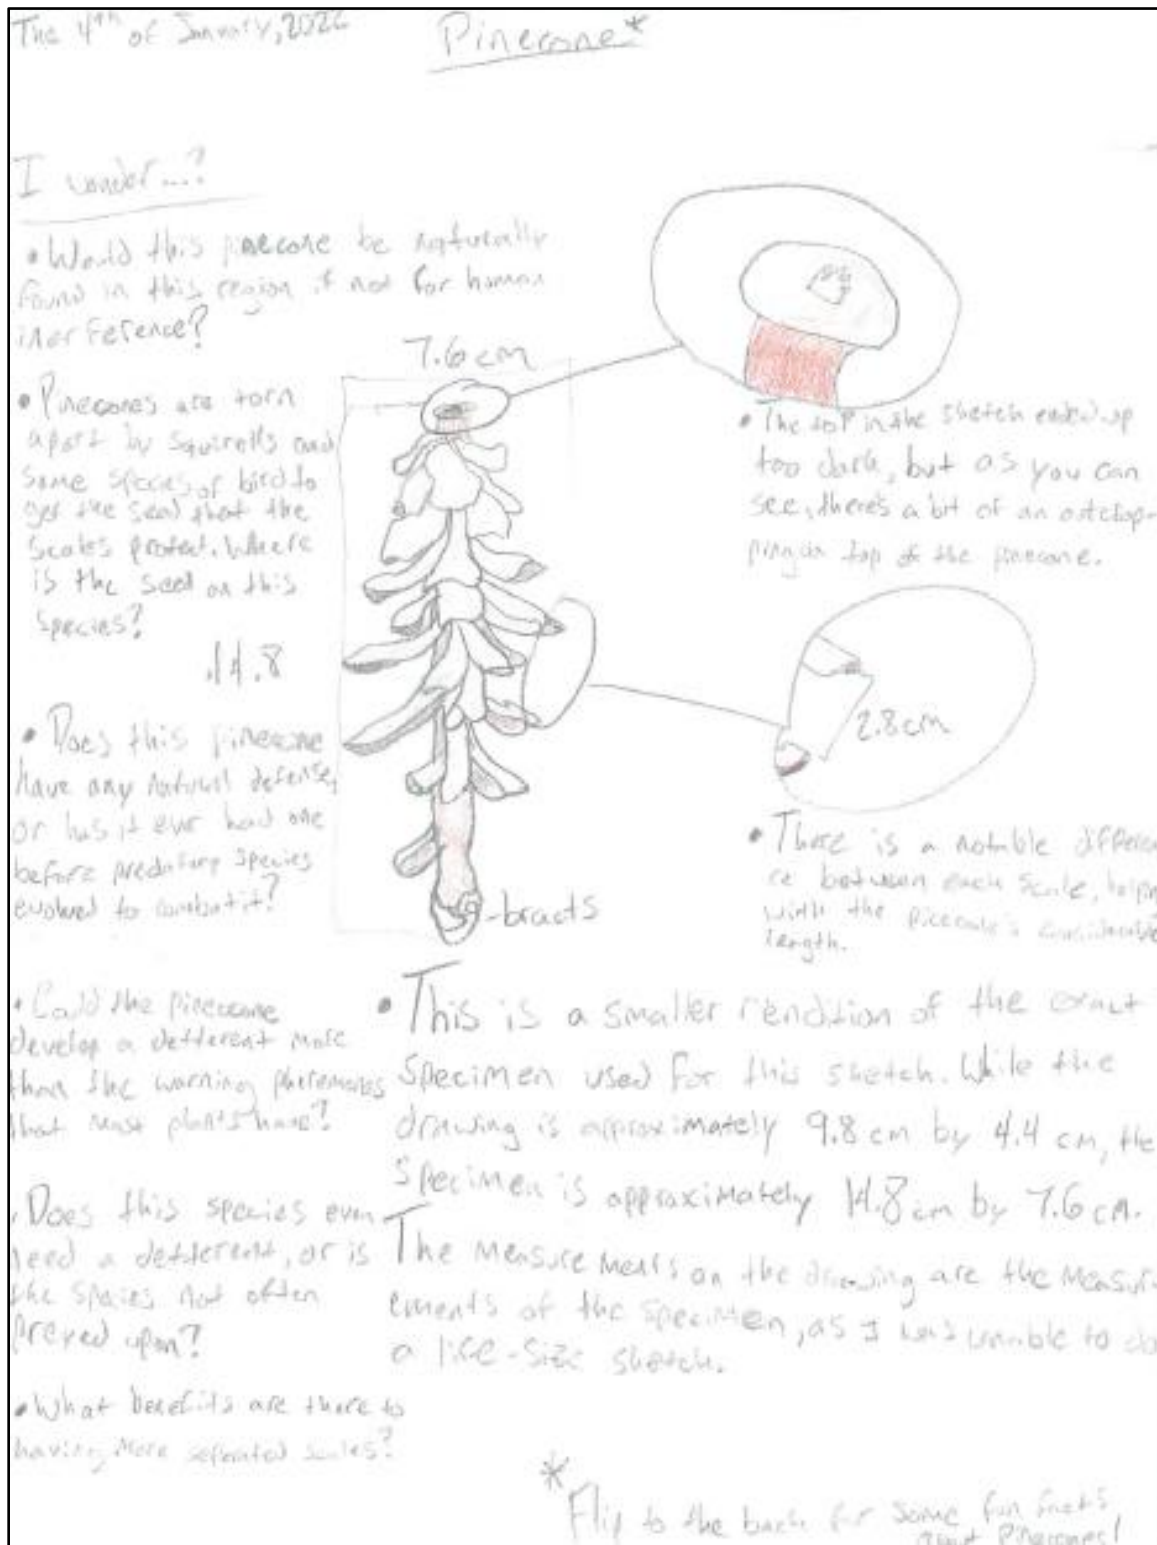 The 4th of January, 2022
Pinecone*
I wonder...?
• Would this pinecone be naturally
found in this region if not for human
interference?
• Pinecones are torn
apart by squirells and
some species of bird to
get the seed that the
scales protect. Where
is the seed on this
species?
• Does this pinecone
have any natural defense,
or has it ever had one
before predatory species
evolved to combat it?
• Could the pinecone
develop a detterent more
than the warning pheremones
that most plants have?
• Does this species even
need a detterent, or is
the species not often
preyed upon?
• What benefits are there to
having more seperated scales?
7.6 cm
14.8
-bracts
• The top in the sketch ended up
too dark, but as you can
see, there's a bit of an
ping on top of the pinecone.
2.8cm
• There is a notable differen
ce between each scale,
with the pinecone's considerable
length.
• This is a smaller rendition of the exact
specimen used for this sketch. While the
drawing is approximately 9.8 cm by 4.4 cm, the
specimen is approximately 14.8 cm by 7.6 cm.
The measurements on the drawing are the measur
ements of the specimen, as I was unable to do
a life-size sketch.
* Flip to the back for some fun facts
about pinecones!